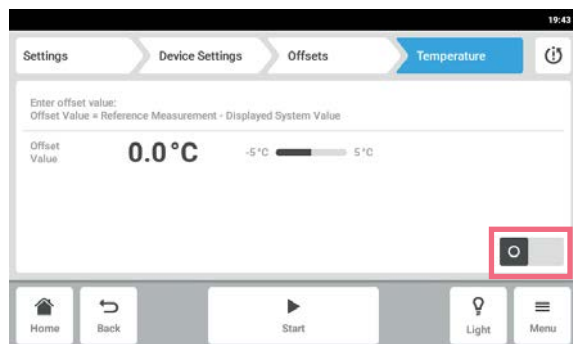 19:43
Settings
Device Settings
Offsets
Temperature
Enter offset value:
Offset Value = Reference Measurement - Displayed System Value
Offset
Value
0.0°C
-5°C
5°C
Home
Back
Start
Light
Menu